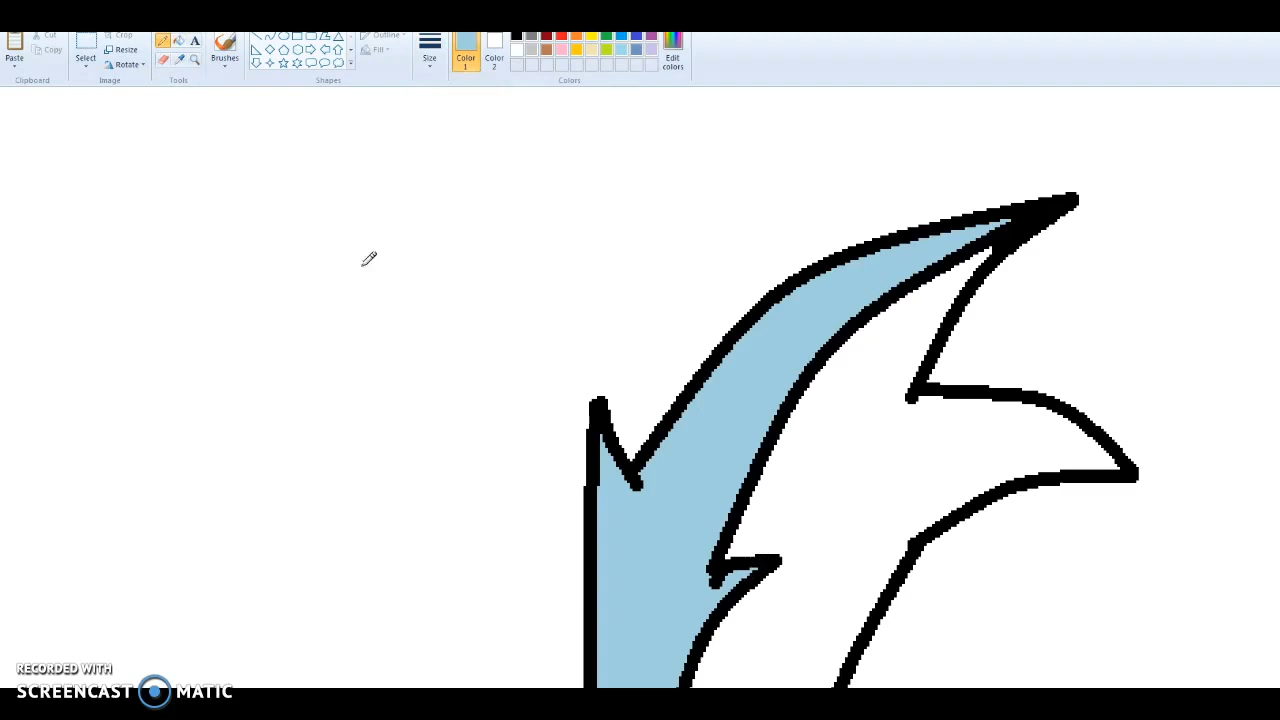 Cut
Crop
Outline
Copy
Resize
Fill
Paste
Select
Rotate
A
Brushes
Size
Color
1
Color
2
Edit
colors
Clipboard
Image
Tools
Shapes
Colors
RECORDED WITH
SCREENCAST MATIC